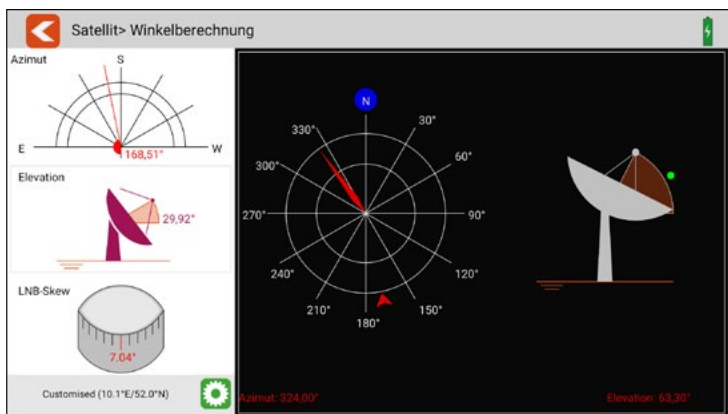 Satellit> Winkelberechnung
Azimut
S
E
W
168,51°
Elevation
29,92°
LNB-Skew
7.04°
Customised (10.1°E/52.0°N)
N
30°
60°
90°
120°
150°
180°
210°
240°
270°
300°
330°
Azimut: 324,00°
Elevation: 63,30°